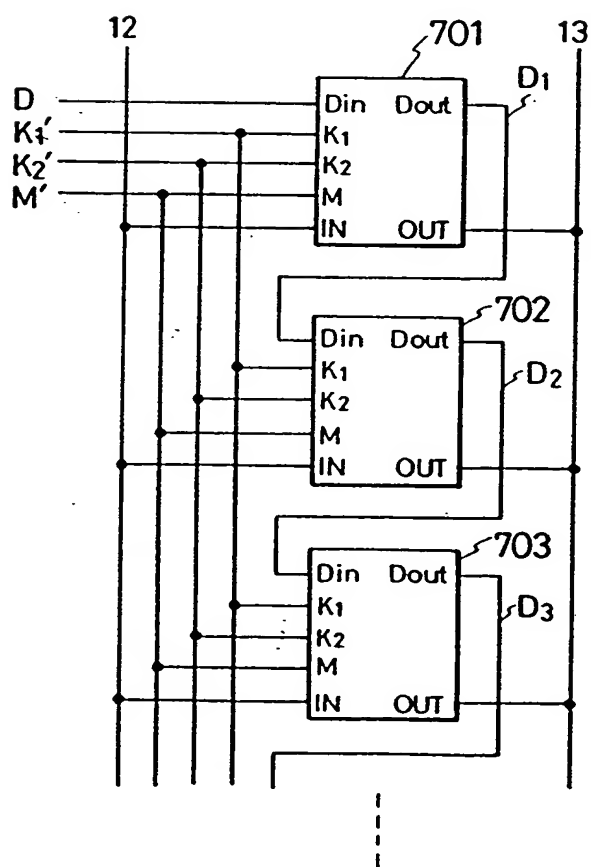 12
701
13
D
Din
Dout
D1
K1'
K1
K2'
K2
M'
M
IN
OUT
702
Din
Dout
D2
K1
K2
M
IN
OUT
703
Din
Dout
D3
K1
K2
M
IN
OUT